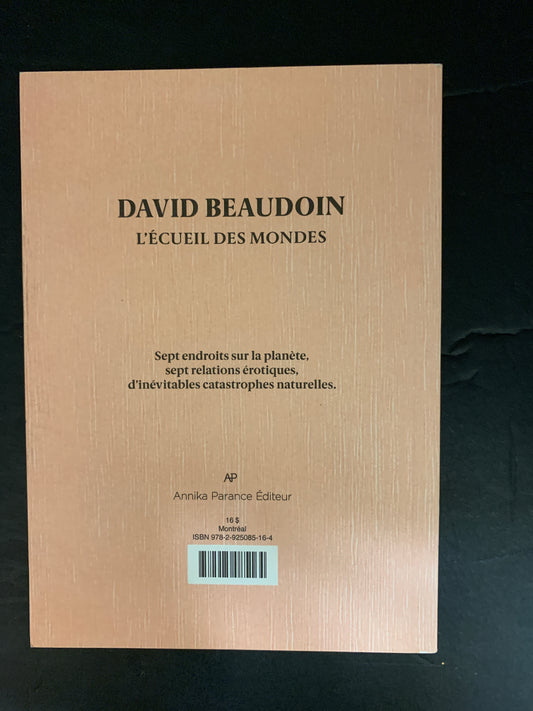 DAVID BEAUDOIN
L'ÉCUEIL DES MONDES
Sept endroits sur la planète,
sept relations érotiques,
d'inévitables catastrophes naturelles.
AP
Annika Parance Éditeur
16 $
Montréal
ISBN 978-2-925085-16-4